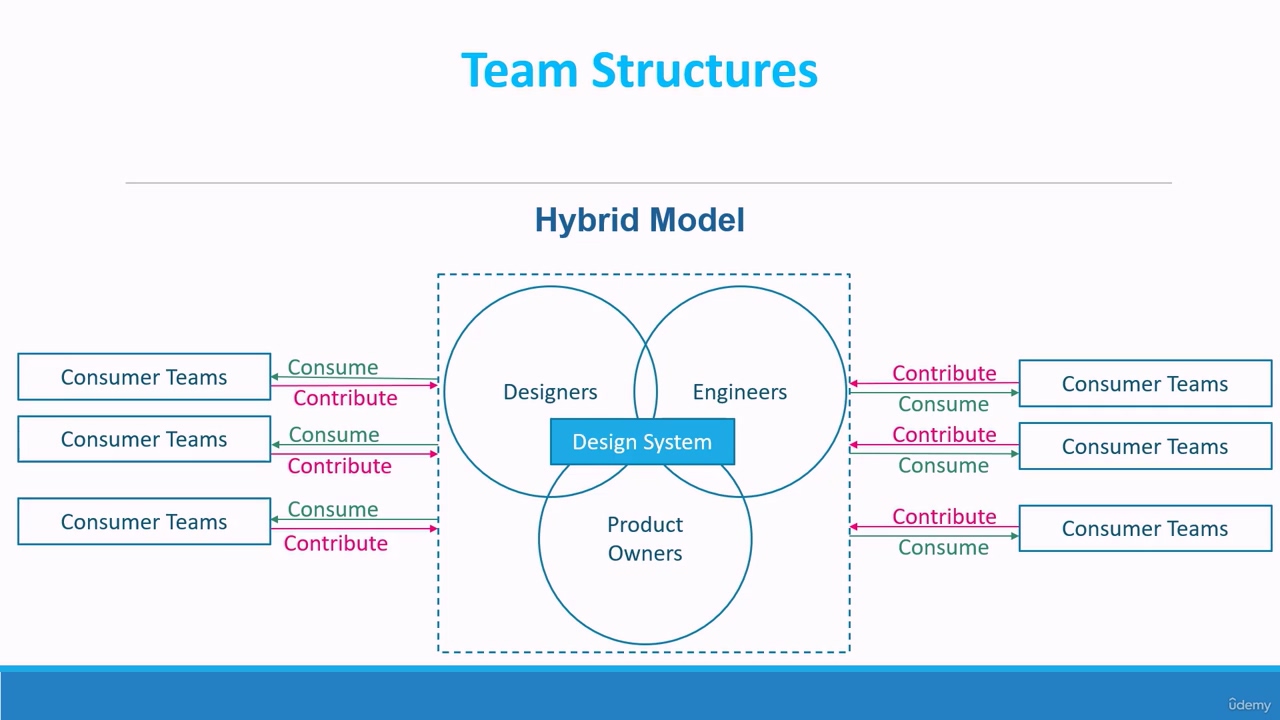 Team Structures
Hybrid Model
Consumer Teams
Consume
Contribute
Consumer Teams
Consume
Contribute
Consumer Teams
Consume
Contribute
Designers
Engineers
Design System
Product
Owners
Contribute
Consume
Consumer Teams
Contribute
Consume
Consumer Teams
Contribute
Consume
Consumer Teams
ûdemy